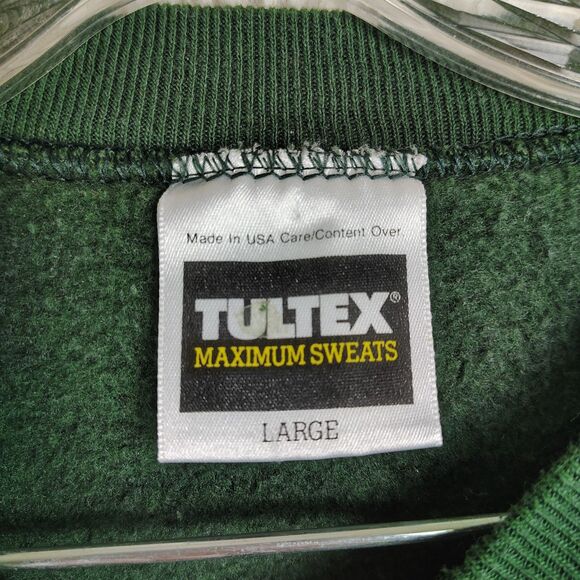 Made In USA Care/Content Over
TULTEX®
MAXIMUM SWEATS
LARGE